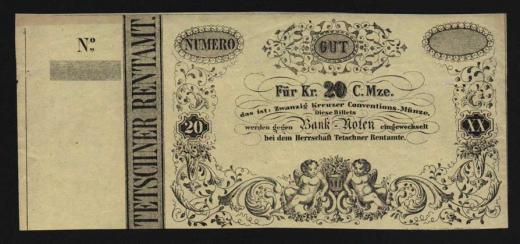 No
TETSCHNER RENTAMT.
NUMERO
GUT
Für Kr. 20 C. Mze.
das ist: Zwanzig Kreuzer Conventions-Münze.
Diese Billets
werden gegen Bank-Noten eingewechselt
bei dem Herrschaft Tetschner Rentamte.
20
XX